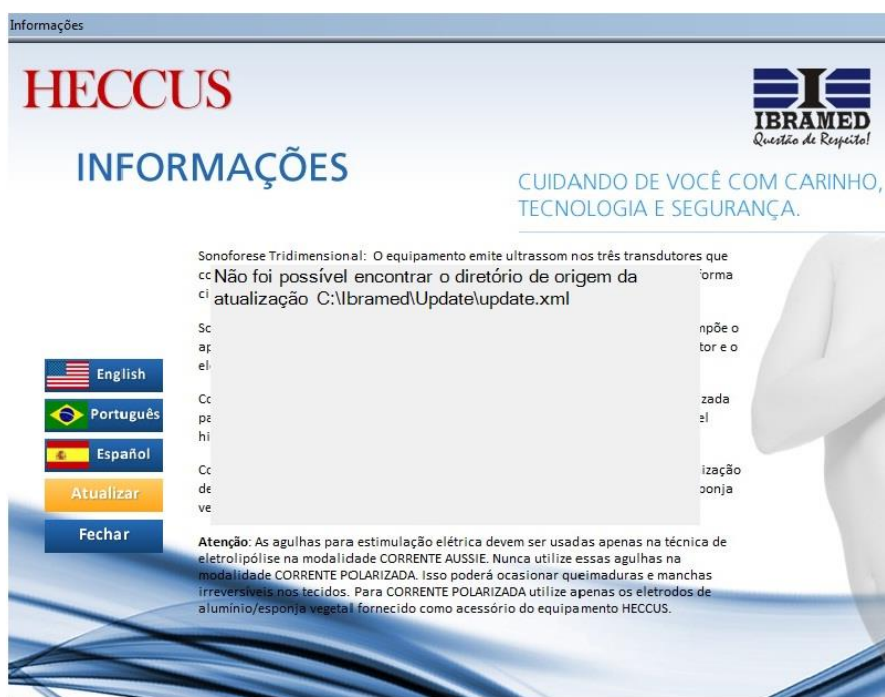 Informações
HECCUS
IBRAMED
Questão de Respeito!
INFORMAÇÕES
CUIDANDO DE VOCÊ COM CARINHO,
TECNOLOGIA E SEGURANÇA.
Sonoforese Tridimensional: O equipamento emite ultrassom nos três transdutores que
Não foi possível encontrar o diretório de origem da
atualização C:\Ibramed\Update\update.xml
English
Português
Español
Atualizar
Fechar
Atenção: As agulhas para estimulação elétrica devem ser usadas apenas na técnica de
eletrolipólise na modalidade CORRENTE AUSSIE. Nunca utilize essas agulhas na
modalidade CORRENTE POLARIZADA. Isso poderá ocasionar queimaduras e manchas
irreversíveis nos tecidos. Para CORRENTE POLARIZADA utilize apenas os eletrodos de
alumínio/esponja vegetal fornecido como acessório do equipamento HECCUS.